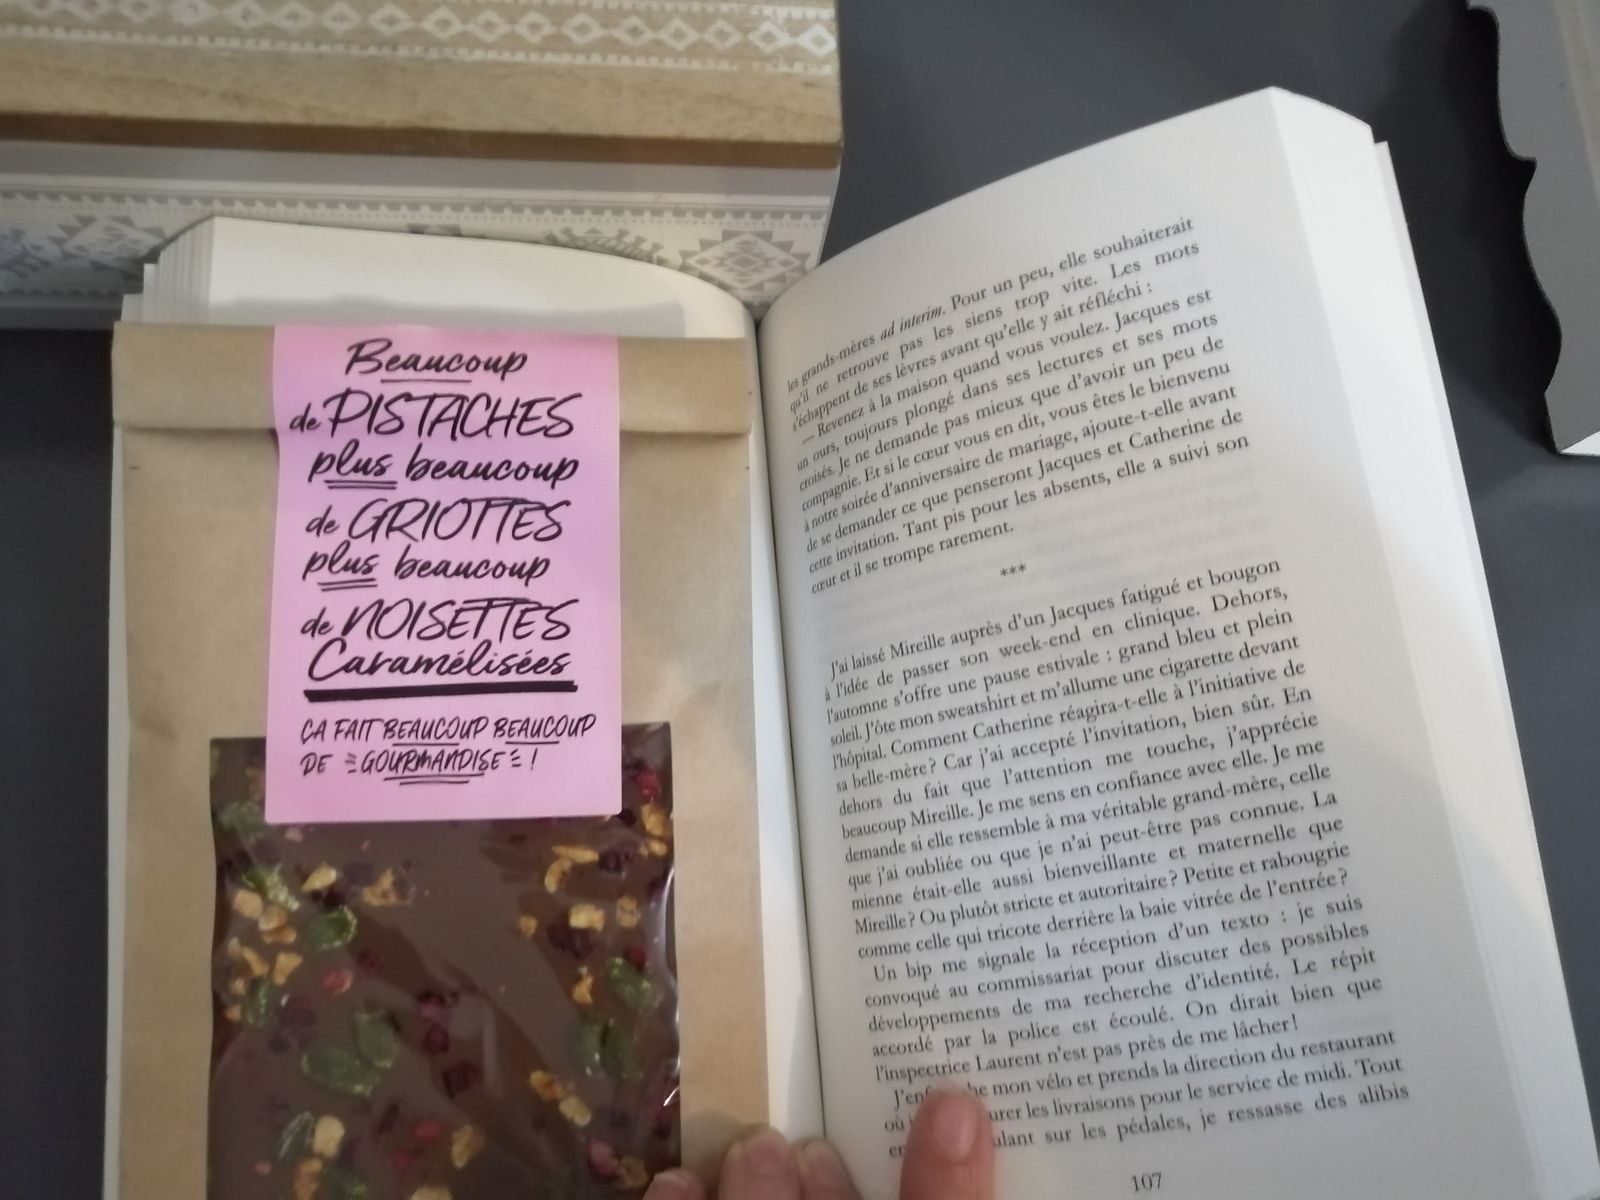 Beaucoup
de PISTACHES
plus beaucoup
de GRIOTTES
plus beaucoup
de NOISETTES
Caramélisées
ÇA FAIT BEAUCOUP BEAUCOUP
DE GOURMANDISE !
les grands-mères ad interim. Pour un peu, elle souhaiterait
qu'il ne retrouve pas les siens trop vite. Les mots
s'échappent de ses lèvres avant qu'elle y ait réfléchi :
— Revenez à la maison quand vous voulez. Jacques est
un ours, toujours plongé dans ses lectures et ses mots
croisés. Je ne demande pas mieux que d'avoir un peu de
compagnie. Et si le cœur vous en dit, vous êtes le bienvenu
à notre soirée d'anniversaire de mariage, ajoute-t-elle avant
de se demander ce que penseront Jacques et Catherine de
cette invitation. Tant pis pour les absents, elle a suivi son
cœur et il se trompe rarement.
***
J'ai laissé Mireille auprès d'un Jacques fatigué et bougon
à l'idée de passer son week-end en clinique. Dehors,
l'automne s'offre une pause estivale : grand bleu et plein
soleil. J'ôte mon sweatshirt et m'allume une cigarette devant
l'hôpital. Comment Catherine réagira-t-elle à l'initiative de
sa belle-mère ? Car j'ai accepté l'invitation, bien sûr. En
dehors du fait que l'attention me touche, j'apprécie
beaucoup Mireille. Je me sens en confiance avec elle. Je me
demande si elle ressemble à ma véritable grand-mère, celle
que j'ai oubliée ou que je n'ai peut-être pas connue. La
mienne était-elle aussi bienveillante et maternelle que
Mireille ? Ou plutôt stricte et autoritaire ? Petite et rabougrie
comme celle qui tricote derrière la baie vitrée de l'entrée ?
Un bip me signale la réception d'un texto : je suis
convoqué au commissariat pour discuter des possibles
développements de ma recherche d'identité. Le répit
accordé par la police est écoulé. On dirait bien que
l'inspectrice Laurent n'est pas près de me lâcher !
mon vélo et prends la direction du restaurant
où les livraisons pour le service de midi. Tout
sur les pédales, je ressasse des alibis
107